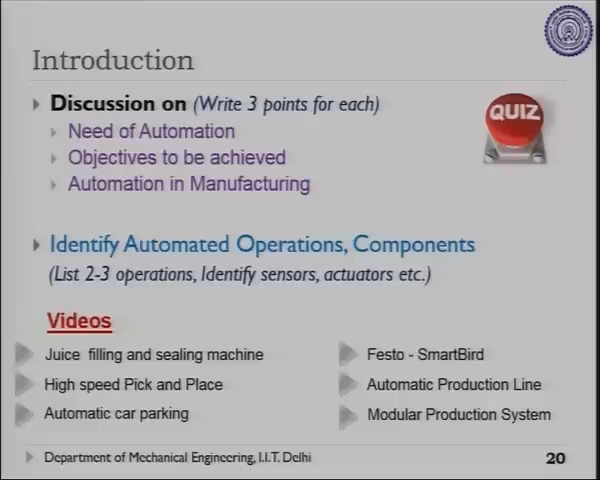 Introduction
Discussion on (Write 3 points for each)
Need of Automation
Objectives to be achieved
Automation in Manufacturing
QUIZ
Identify Automated Operations, Components
(List 2-3 operations, Identify sensors, actuators etc.)
Videos
Juice filling and sealing machine
High speed Pick and Place
Automatic car parking
Festo - SmartBird
Automatic Production Line
Modular Production System
Department of Mechanical Engineering, I.I.T. Delhi
20